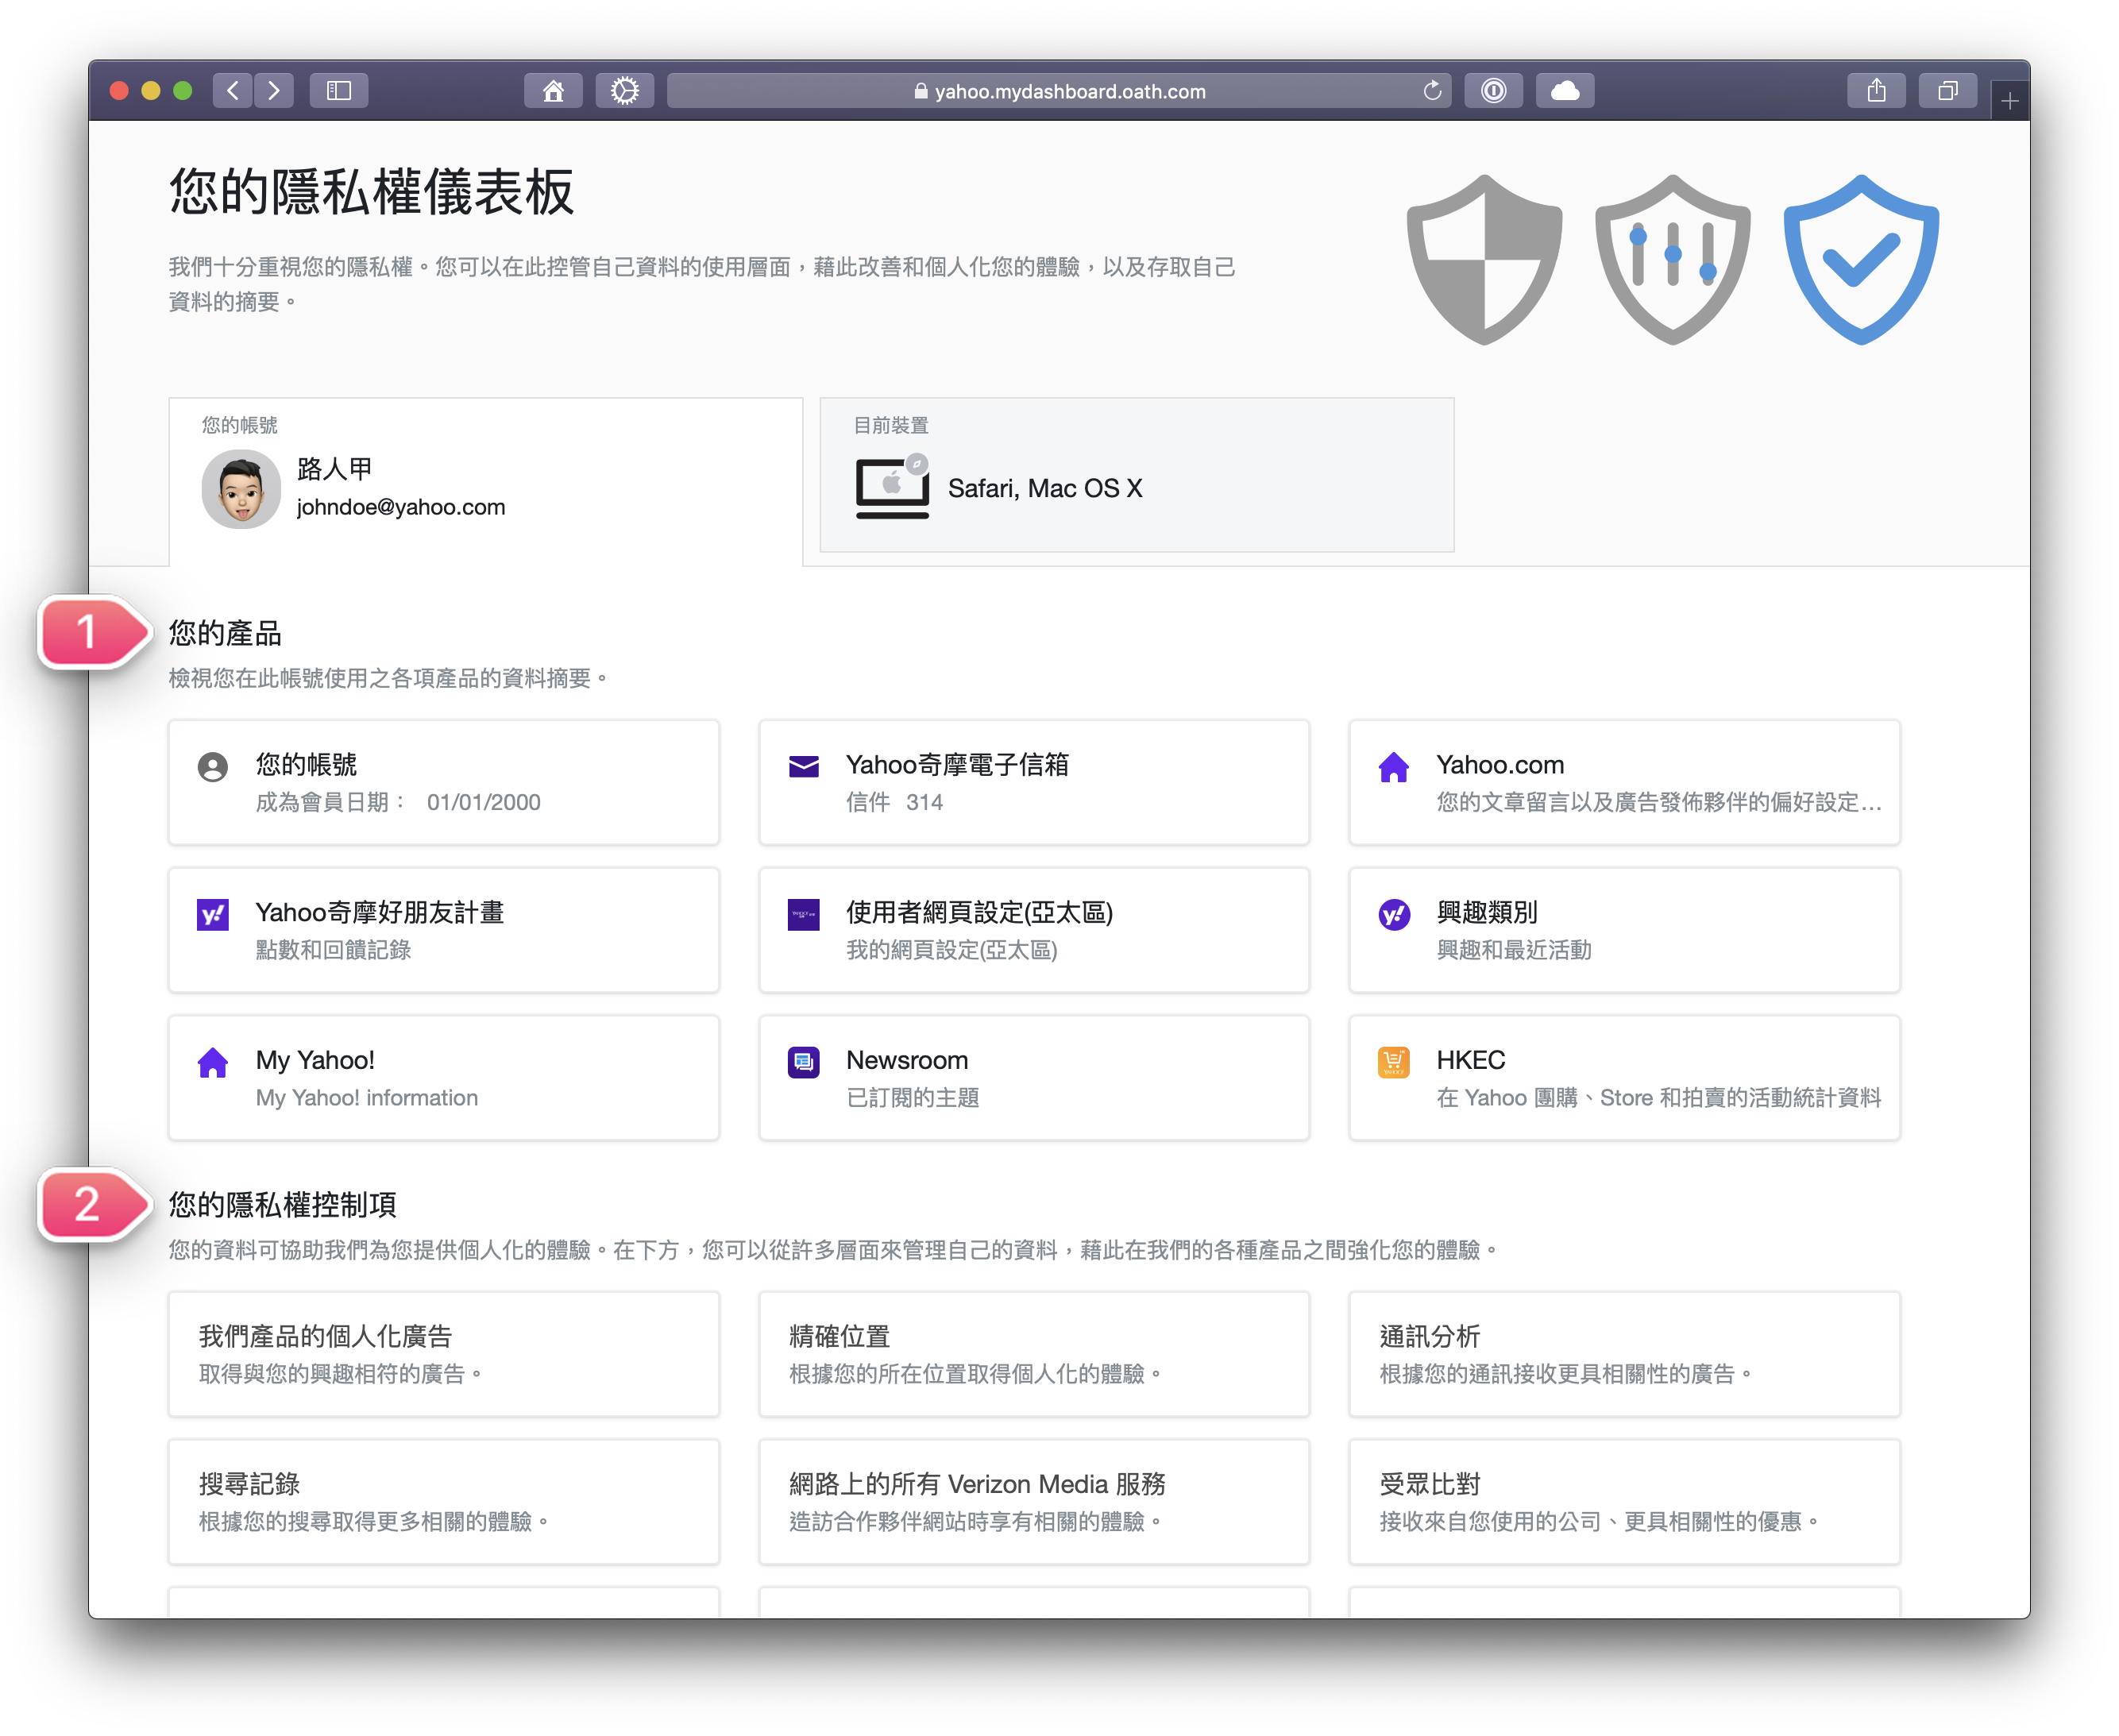 yahoo.mydashboard.oath.com
您的隱私權儀表板
我們十分重視您的隱私權。您可以在此控管自己資料的使用層面，藉此改善和個人化您的體驗，以及存取自己
資料的摘要。
您的帳號
路人甲
johndoe@yahoo.com
目前裝置
Safari, Mac OS X
1
您的產品
檢視您在此帳號使用之各項產品的資料摘要。
您的帳號
成為會員日期： 01/01/2000
Yahoo奇摩電子信箱
信件 314
Yahoo.com
您的文章留言以及廣告發佈夥伴的偏好設定...
y!
Yahoo奇摩好朋友計畫
點數和回饋記錄
使用者網頁設定(亞太區)
我的網頁設定(亞太區)
y!
興趣類別
興趣和最近活動
My Yahoo!
My Yahoo! information
Newsroom
已訂閱的主題
HKEC
在 Yahoo 團購、Store 和拍賣的活動統計資料
2
您的隱私權控制項
您的資料可協助我們為您提供個人化的體驗。在下方，您可以從許多層面來管理自己的資料，藉此在我們的各種產品之間強化您的體驗。
我們產品的個人化廣告
取得與您的興趣相符的廣告。
精確位置
根據您的所在位置取得個人化的體驗。
通訊分析
根據您的通訊接收更具相關性的廣告。
搜尋記錄
根據您的搜尋取得更多相關的體驗。
網路上的所有 Verizon Media 服務
造訪合作夥伴網站時享有相關的體驗。
受眾比對
接收來自您使用的公司、更具相關性的優惠。